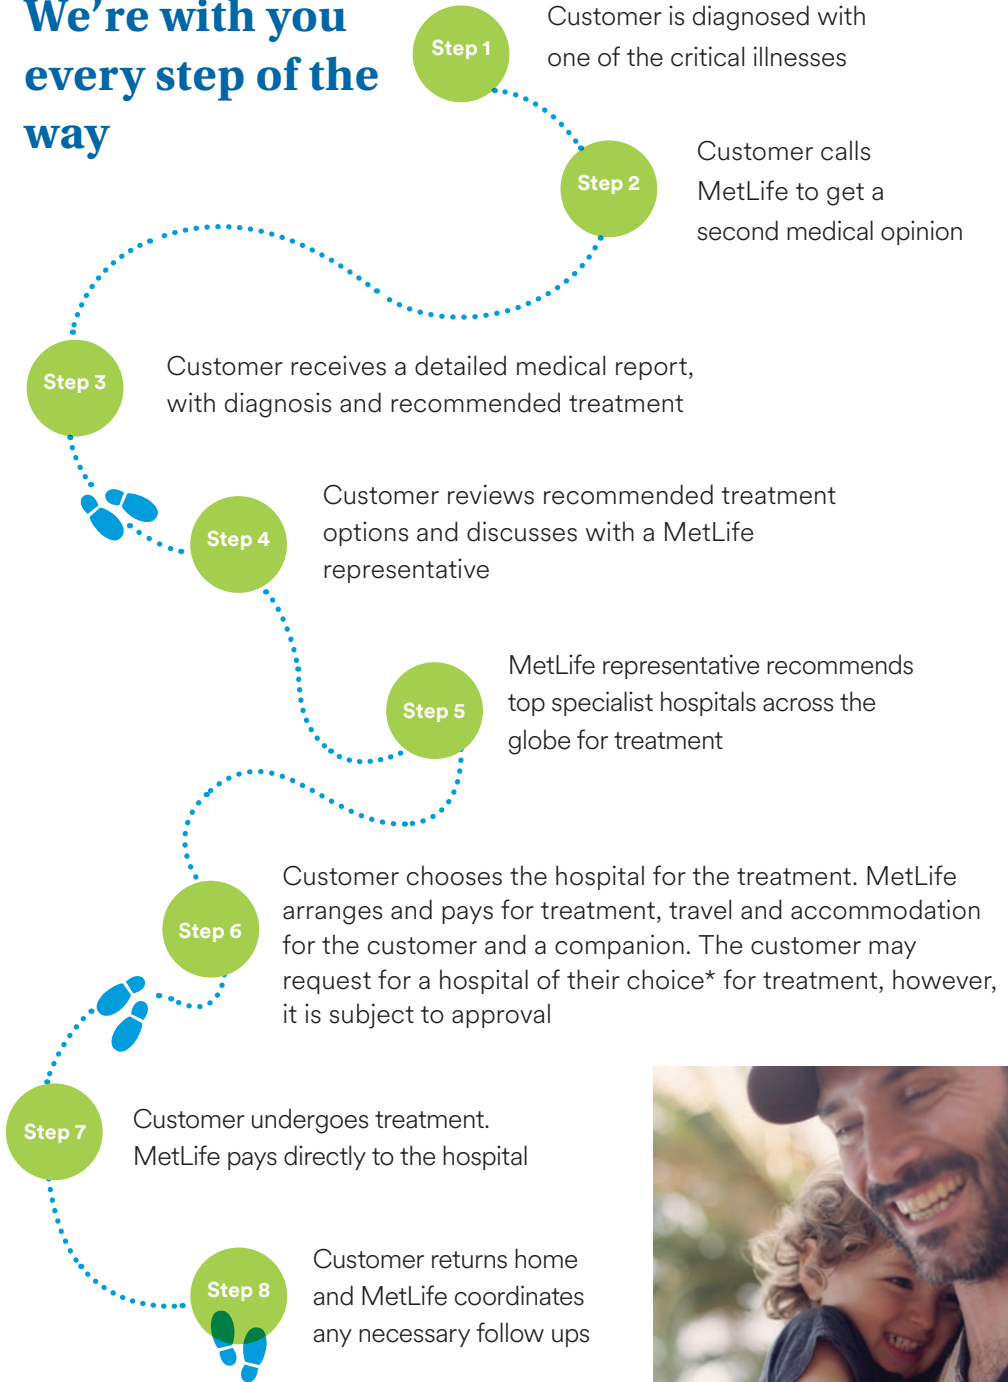 We're with you
every step of the
way
Step 1
Customer is diagnosed with
one of the critical illnesses
Step 2
Customer calls
MetLife to get a
second medical opinion
Step 3
Customer receives a detailed medical report,
with diagnosis and recommended treatment
Step 4
Customer reviews recommended treatment
options and discusses with a MetLife
representative
Step 5
MetLife representative recommends
top specialist hospitals across the
globe for treatment
Step 6
Customer chooses the hospital for the treatment. MetLife
arranges and pays for treatment, travel and accommodation
for the customer and a companion. The customer may
request for a hospital of their choice* for treatment, however,
it is subject to approval
Step 7
Customer undergoes treatment.
MetLife pays directly to the hospital
Step 8
Customer returns home
and MetLife coordinates
any necessary follow ups